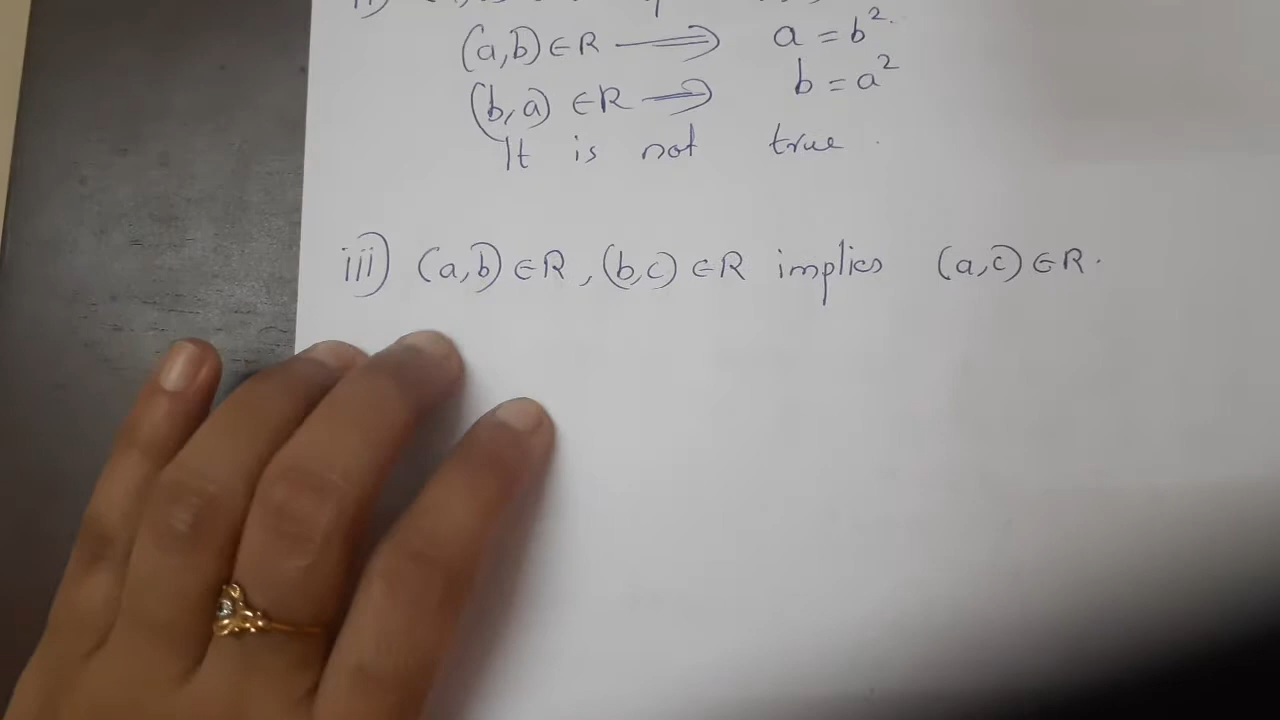 (a,b) ∈ R ⟶ a = b².
(b,a) ∈ R ⟶ b = a²
It is not true.
iii) (a,b) ∈ R, (b,c) ∈ R implies (a,c) ∈ R.